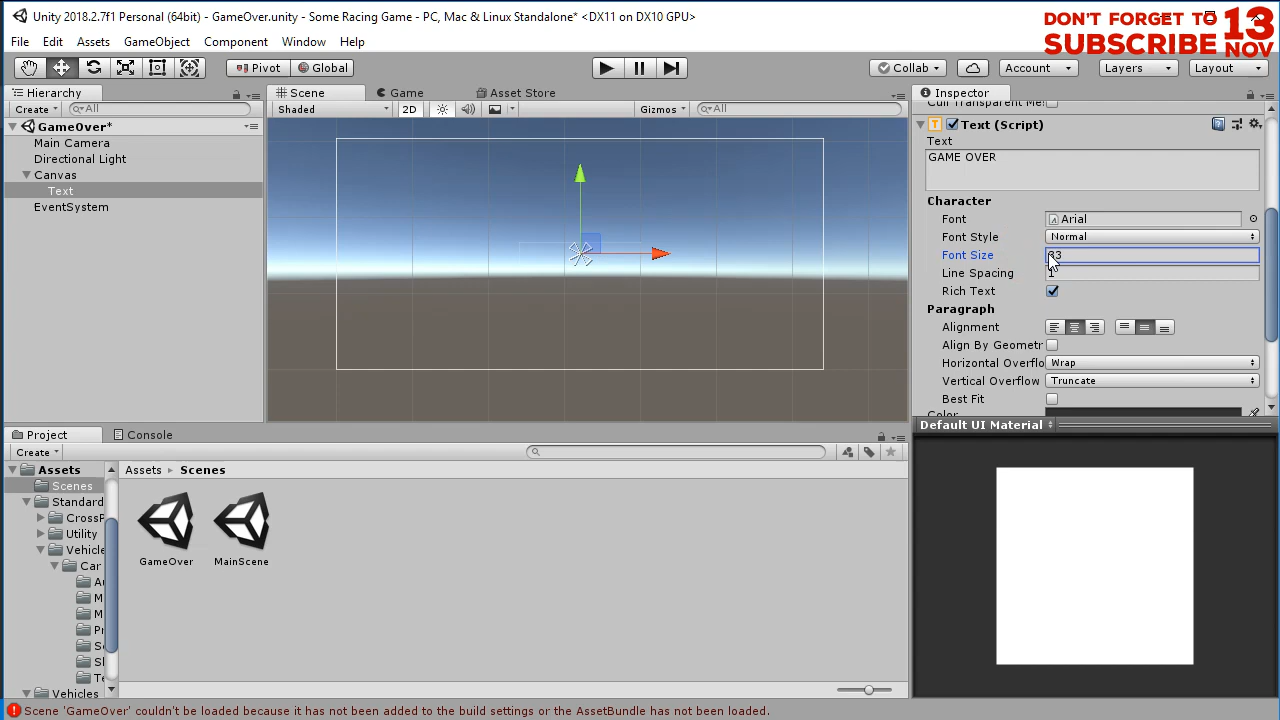 Unity 2018.2.7f1 Personal (64bit) - GameOver.unity - Some Racing Game - PC, Mac & Linux Standalone* <DX11 on DX10 GPU>
DON'T FORGET TO
SUBSCRIBE
13
NOV
File Edit Assets GameObject Component Window Help
Pivot Global Collab Account Layers Layout
Hierarchy
Create All
GameOver*
Main Camera
Directional Light
Canvas
Text
EventSystem
Scene Game Asset Store
Shaded 2D Gizmos All
Inspector
Cull Transparent Me
Text (Script)
Text
GAME OVER
Character
Font Arial
Font Style Normal
Font Size
Line Spacing 1
Rich Text
Paragraph
Alignment
Align By Geometr
Horizontal Overflo Wrap
Vertical Overflow Truncate
Best Fit
Color
Default UI Material
Project Console
Create
Assets
Scenes
Standard
CrossP
Utility
Vehicle
Car
A
M
M
P
S
S
T
Vehicles
Assets Scenes
GameOver MainScene
Scene 'GameOver' couldn't be loaded because it has not been added to the build settings or the AssetBundle has not been loaded.